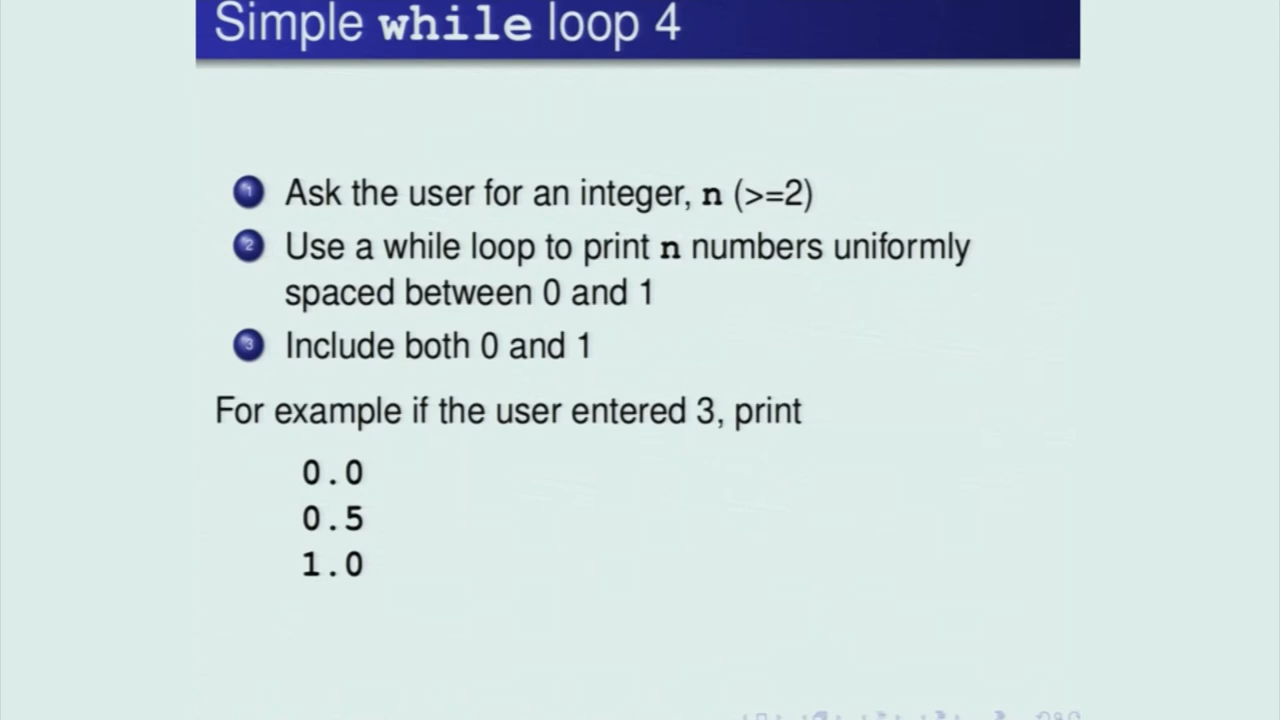 Simple while loop 4
1 Ask the user for an integer, n (>=2)
2 Use a while loop to print n numbers uniformly
spaced between 0 and 1
3 Include both 0 and 1
For example if the user entered 3, print
0.0
0.5
1.0